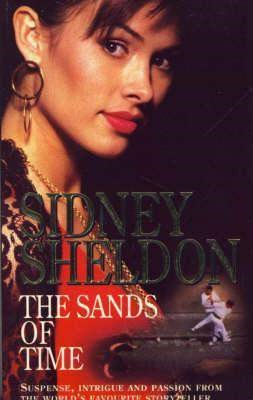 SIDNEY
SHELDON
THE SANDS
OF
TIME
SUSPENSE, INTRIGUE AND PASSION FROM
THE WORLD'S FAVOURITE STORYTELLER